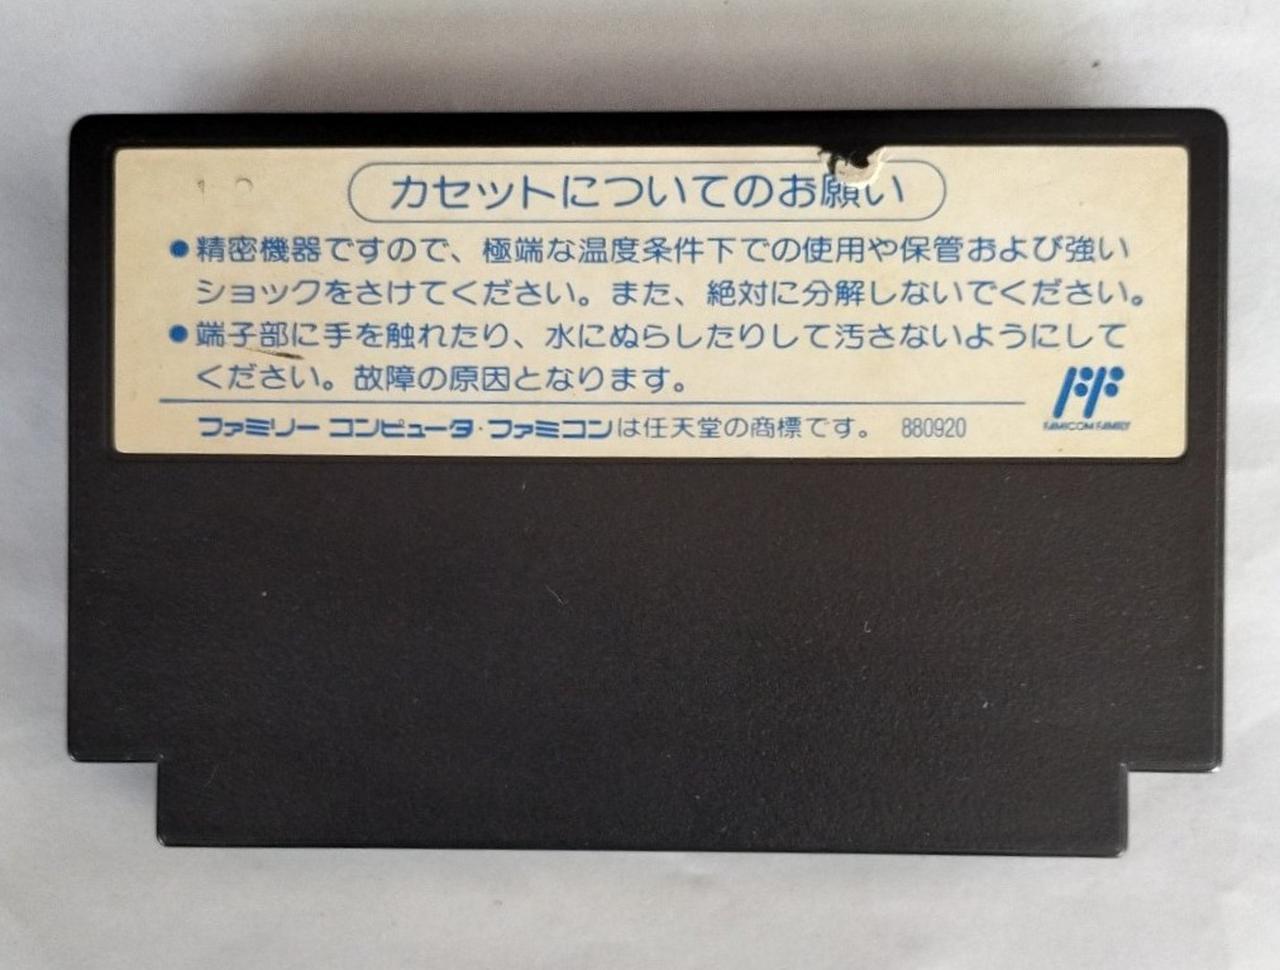 カセットについてのお願い
●精密機器ですので、極端な温度条件下での使用や保管および強い
ショックをさけてください。また、絶対に分解しないでください。
●端子部に手を触れたり、水にぬらしたりして汚さないようにして
ください。故障の原因となります。
FF
FAMICOM FAMILY
ファミリー コンピュータ・ファミコンは任天堂の商標です。 880920